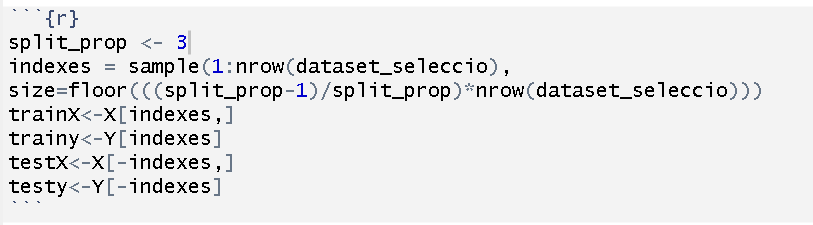 ```{r}
split_prop <- 3
indexes = sample(1:nrow(dataset_seleccio),
size=floor(((split_prop-1)/split_prop)*nrow(dataset_seleccio)))
trainX<-X[indexes,]
trainy<-Y[indexes]
testX<-X[-indexes,]
testy<-Y[-indexes]
```